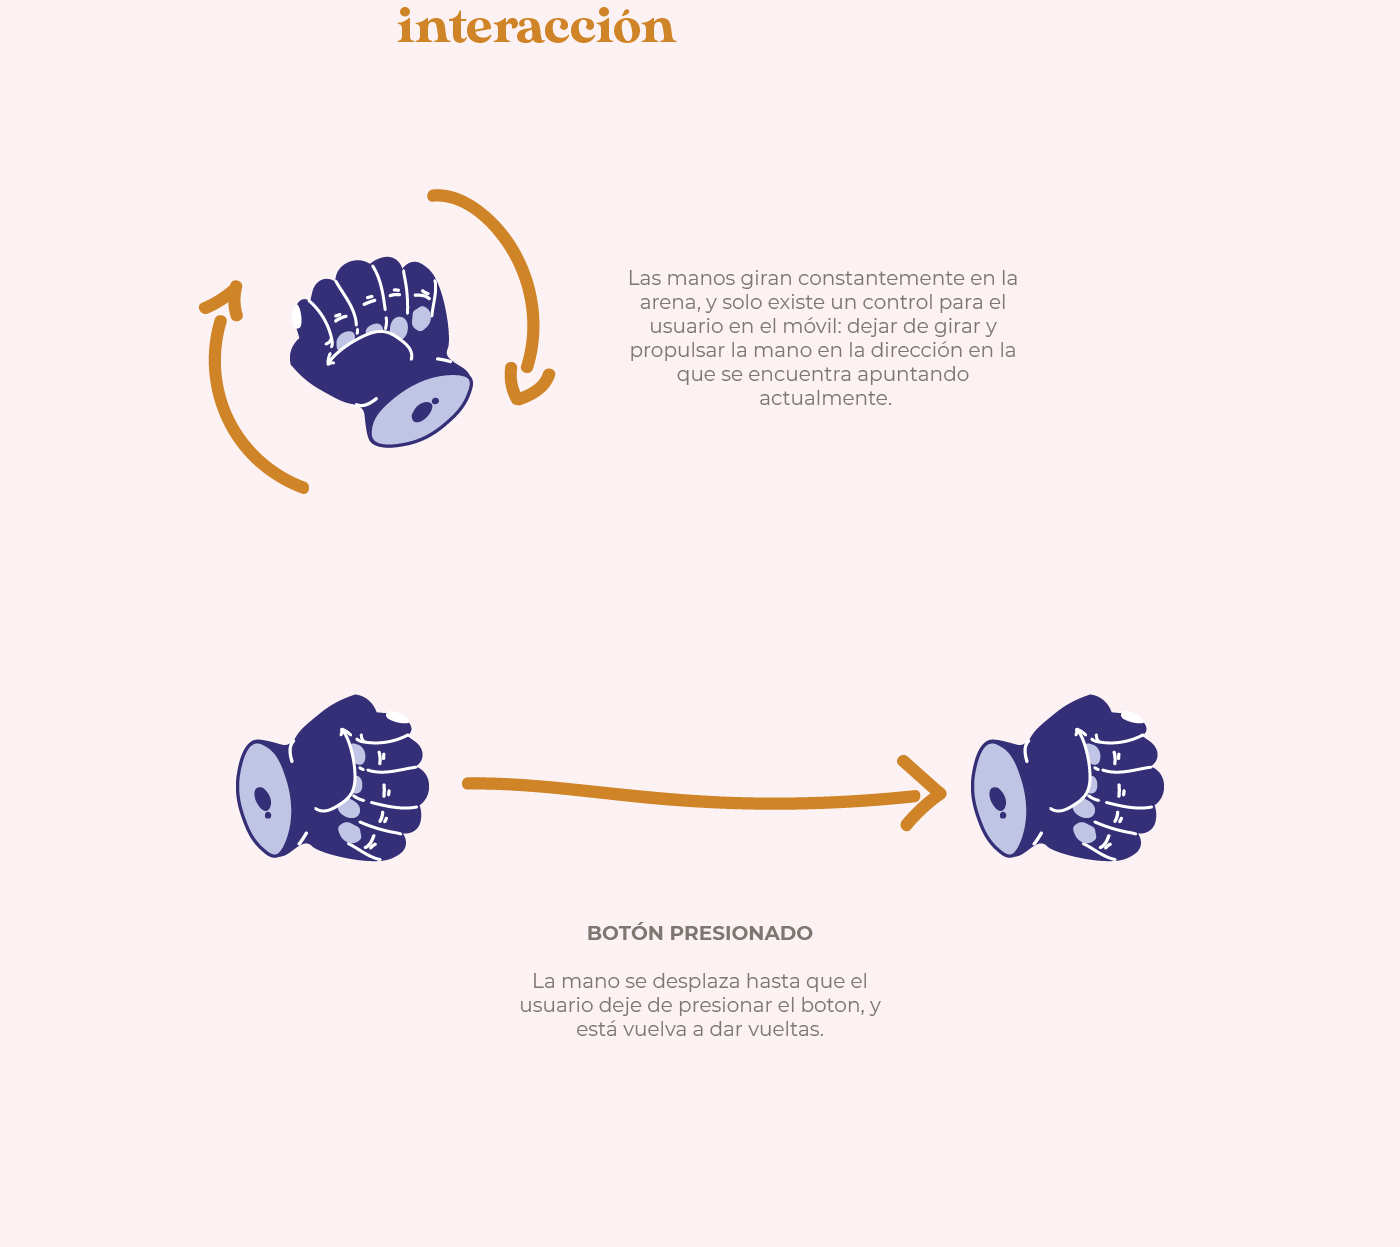 interacción
Las manos giran constantemente en la
arena, y solo existe un control para el
usuario en el móvil: dejar de girar y
propulsar la mano en la dirección en la
que se encuentra apuntando
actualmente.
BOTÓN PRESIONADO
La mano se desplaza hasta que el
usuario deje de presionar el boton, y
está vuelva a dar vueltas.